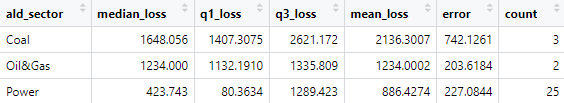 ald_sector median_loss q1_loss q3_loss mean_loss error count
Coal 1648.056 1407.3075 2621.172 2136.3007 742.1261 3
Oil&Gas 1234.000 1132.1910 1335.809 1234.0002 203.6184 2
Power 423.743 80.3634 1289.423 886.4274 227.0844 25